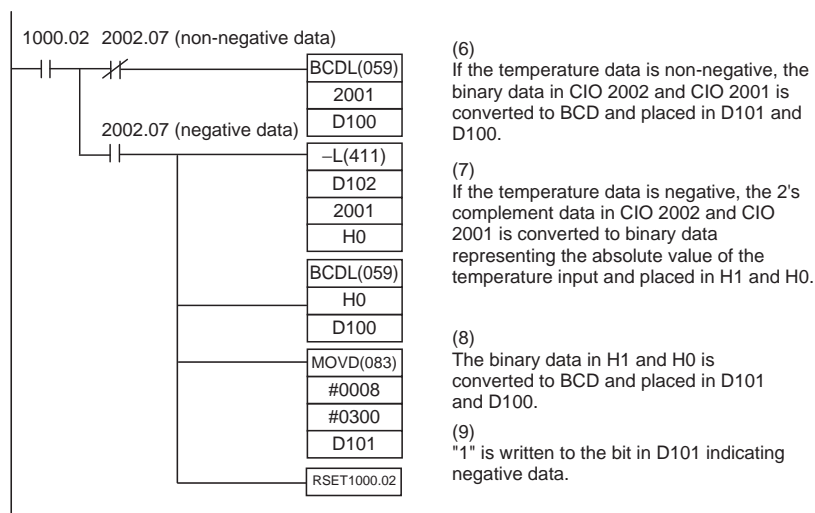 1000.02 2002.07 (non-negative data)
BCDL(059)
2001
D100
2002.07 (negative data)
−L(411)
D102
2001
H0
BCDL(059)
H0
D100
MOVD(083)
#0008
#0300
D101
RSET1000.02
(6)
If the temperature data is non-negative, the
binary data in CIO 2002 and CIO 2001 is
converted to BCD and placed in D101 and
D100.
(7)
If the temperature data is negative, the 2's
complement data in CIO 2002 and CIO
2001 is converted to binary data
representing the absolute value of the
temperature input and placed in H1 and H0.
(8)
The binary data in H1 and H0 is
converted to BCD and placed in D101
and D100.
(9)
"1" is written to the bit in D101 indicating
negative data.